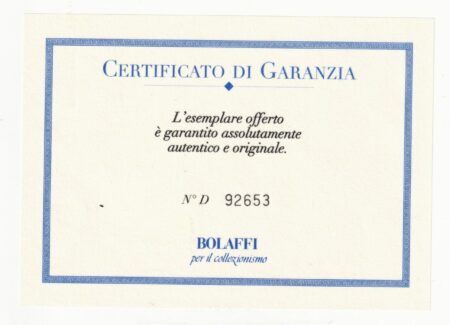 CERTIFICATO DI GARANZIA
L'esemplare offerto
è garantito assolutamente
autentico e originale.
N° D 92653
BOLAFFI
per il collezionismo